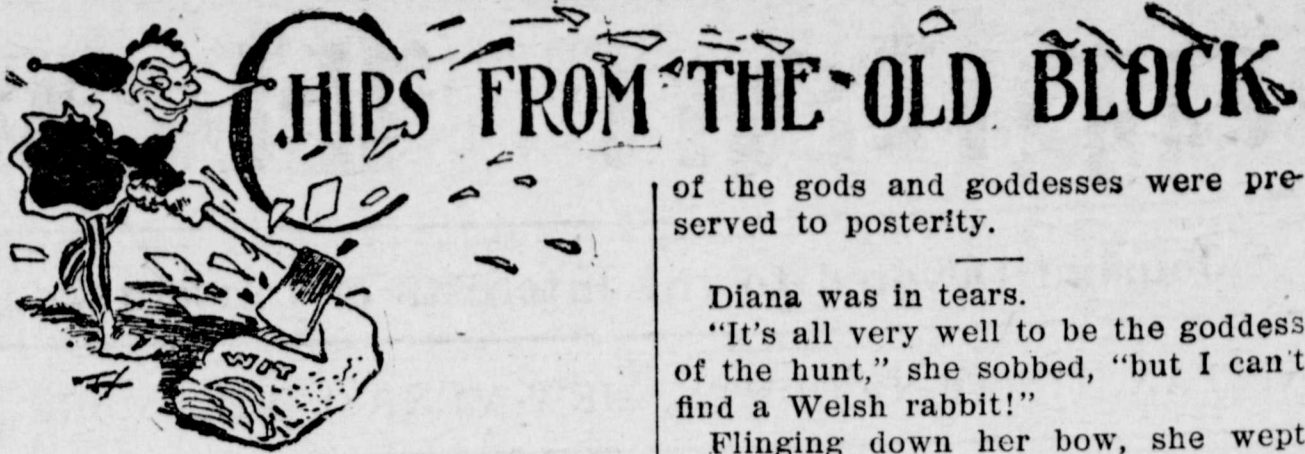 CHIPS FROM THE OLD BLOCK
WIT
of the gods and goddesses were pre-
served to posterity.
Diana was in tears.
"It's all very well to be the goddess
of the hunt," she sobbed, "but I can't
find a Welsh rabbit!"
Flinging down her bow, she wept